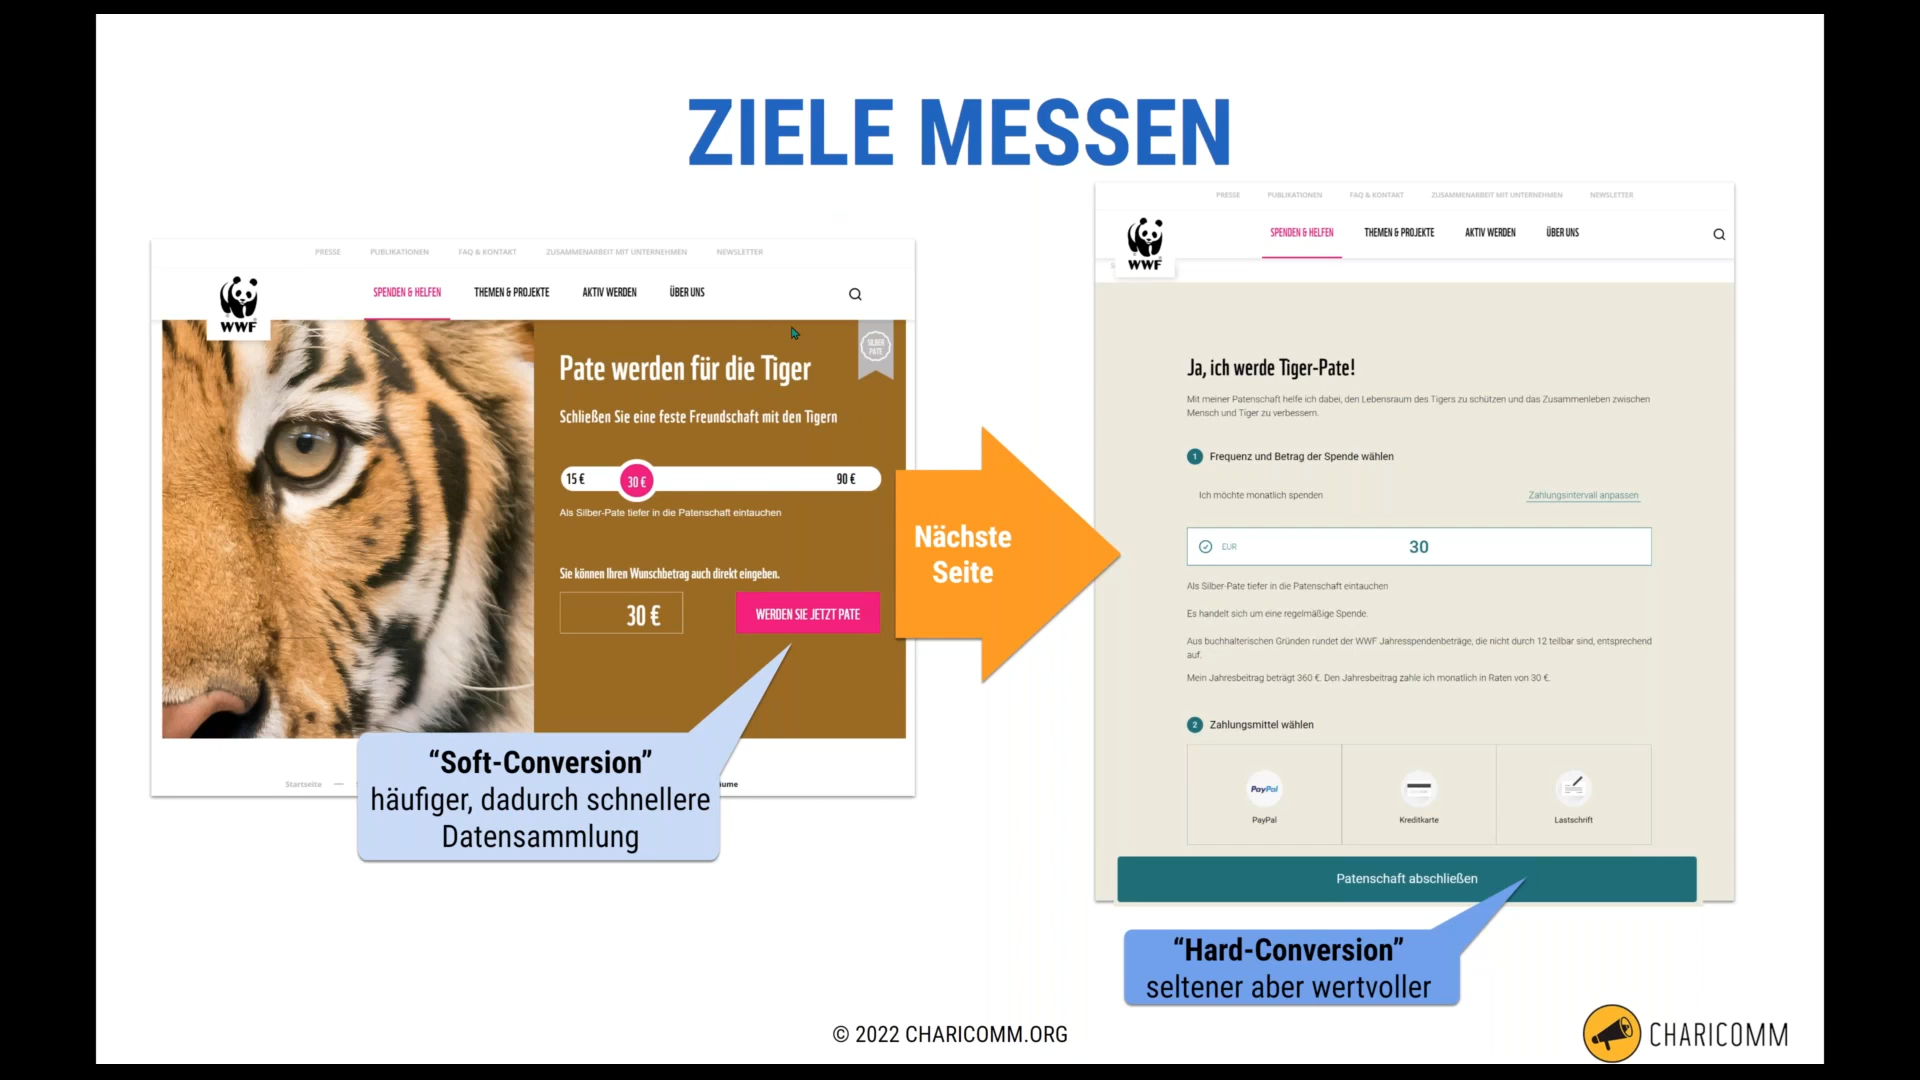 ZIELE MESSEN
PRESSE PUBLIKATIONEN FAQ & KONTAKT ZUSAMMENARBEIT MIT UNTERNEHMEN NEWSLETTER
WWF
SPENDEN & HELFEN THEMEN & PROJEKTE AKTIV WERDEN ÜBER UNS
SILBER
PATE
Pate werden für die Tiger
Schließen Sie eine feste Freundschaft mit den Tigern
15 € 30 € 90 €
Als Silber-Pate tiefer in die Patenschaft eintauchen
Sie können Ihren Wunschbetrag auch direkt eingeben.
30 € WERDEN SIE JETZT PATE
Startseite
“Soft-Conversion”
häufiger, dadurch schnellere
Datensammlung
Nächste
Seite
PRESSE PUBLIKATIONEN FAQ & KONTAKT ZUSAMMENARBEIT MIT UNTERNEHMEN NEWSLETTER
WWF
SPENDEN & HELFEN THEMEN & PROJEKTE AKTIV WERDEN ÜBER UNS
Ja, ich werde Tiger-Pate!
Mit meiner Patenschaft helfe ich dabei, den Lebensraum des Tigers zu schützen und das Zusammenleben zwischen
Mensch und Tiger zu verbessern.
1 Frequenz und Betrag der Spende wählen
Ich möchte monatlich spenden Zahlungsintervall anpassen
EUR 30
Als Silber-Pate tiefer in die Patenschaft eintauchen
Es handelt sich um eine regelmäßige Spende.
Aus buchhalterischen Gründen rundet der WWF Jahresspendenbeträge, die nicht durch 12 teilbar sind, entsprechend
auf.
Mein Jahresbeitrag beträgt 360 €. Den Jahresbeitrag zahle ich monatlich in Raten von 30 €.
2 Zahlungsmittel wählen
PayPal
PayPal Kreditkarte Lastschrift
Patenschaft abschließen
“Hard-Conversion”
seltener aber wertvoller
© 2022 CHARICOMM.ORG
CHARICOMM